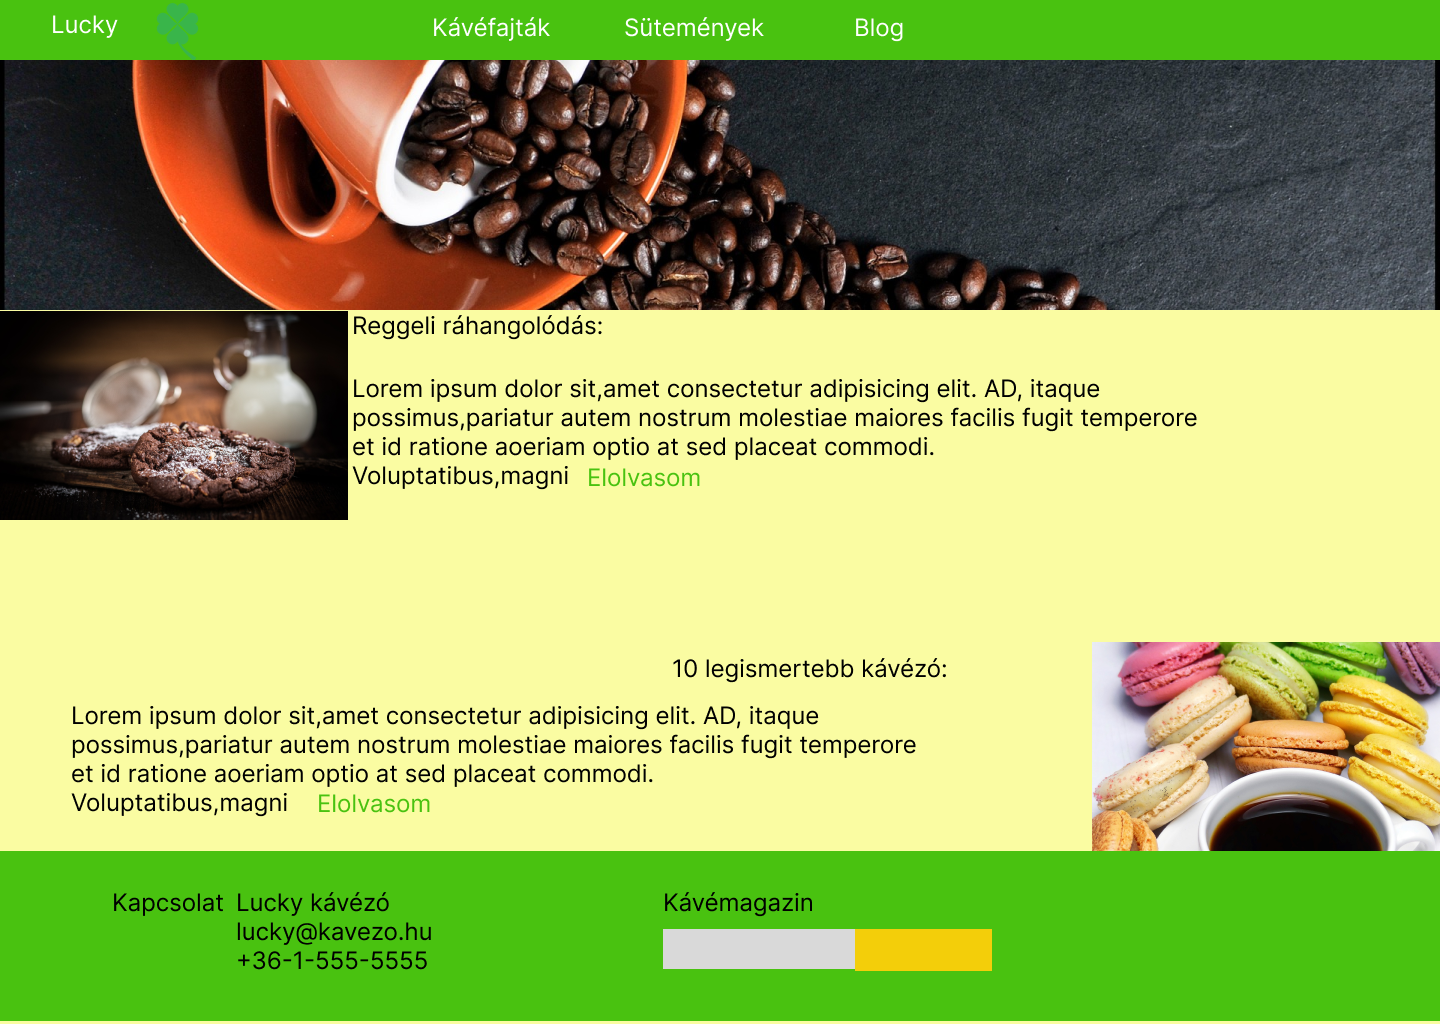 Lucky
Kávéfajták
Sütemények
Blog
Reggeli ráhangolódás:
Lorem ipsum dolor sit,amet consectetur adipisicing elit. AD, itaque
possimus,pariatur autem nostrum molestiae maiores facilis fugit temperore
et id ratione aoeriam optio at sed placeat commodi.
Voluptatibus,magni Elolvasom
10 legismertebb kávézó:
Lorem ipsum dolor sit,amet consectetur adipisicing elit. AD, itaque
possimus,pariatur autem nostrum molestiae maiores facilis fugit temperore
et id ratione aoeriam optio at sed placeat commodi.
Voluptatibus,magni Elolvasom
Kapcsolat
Lucky kávézó
lucky@kavezo.hu
+36-1-555-5555
Kávémagazin